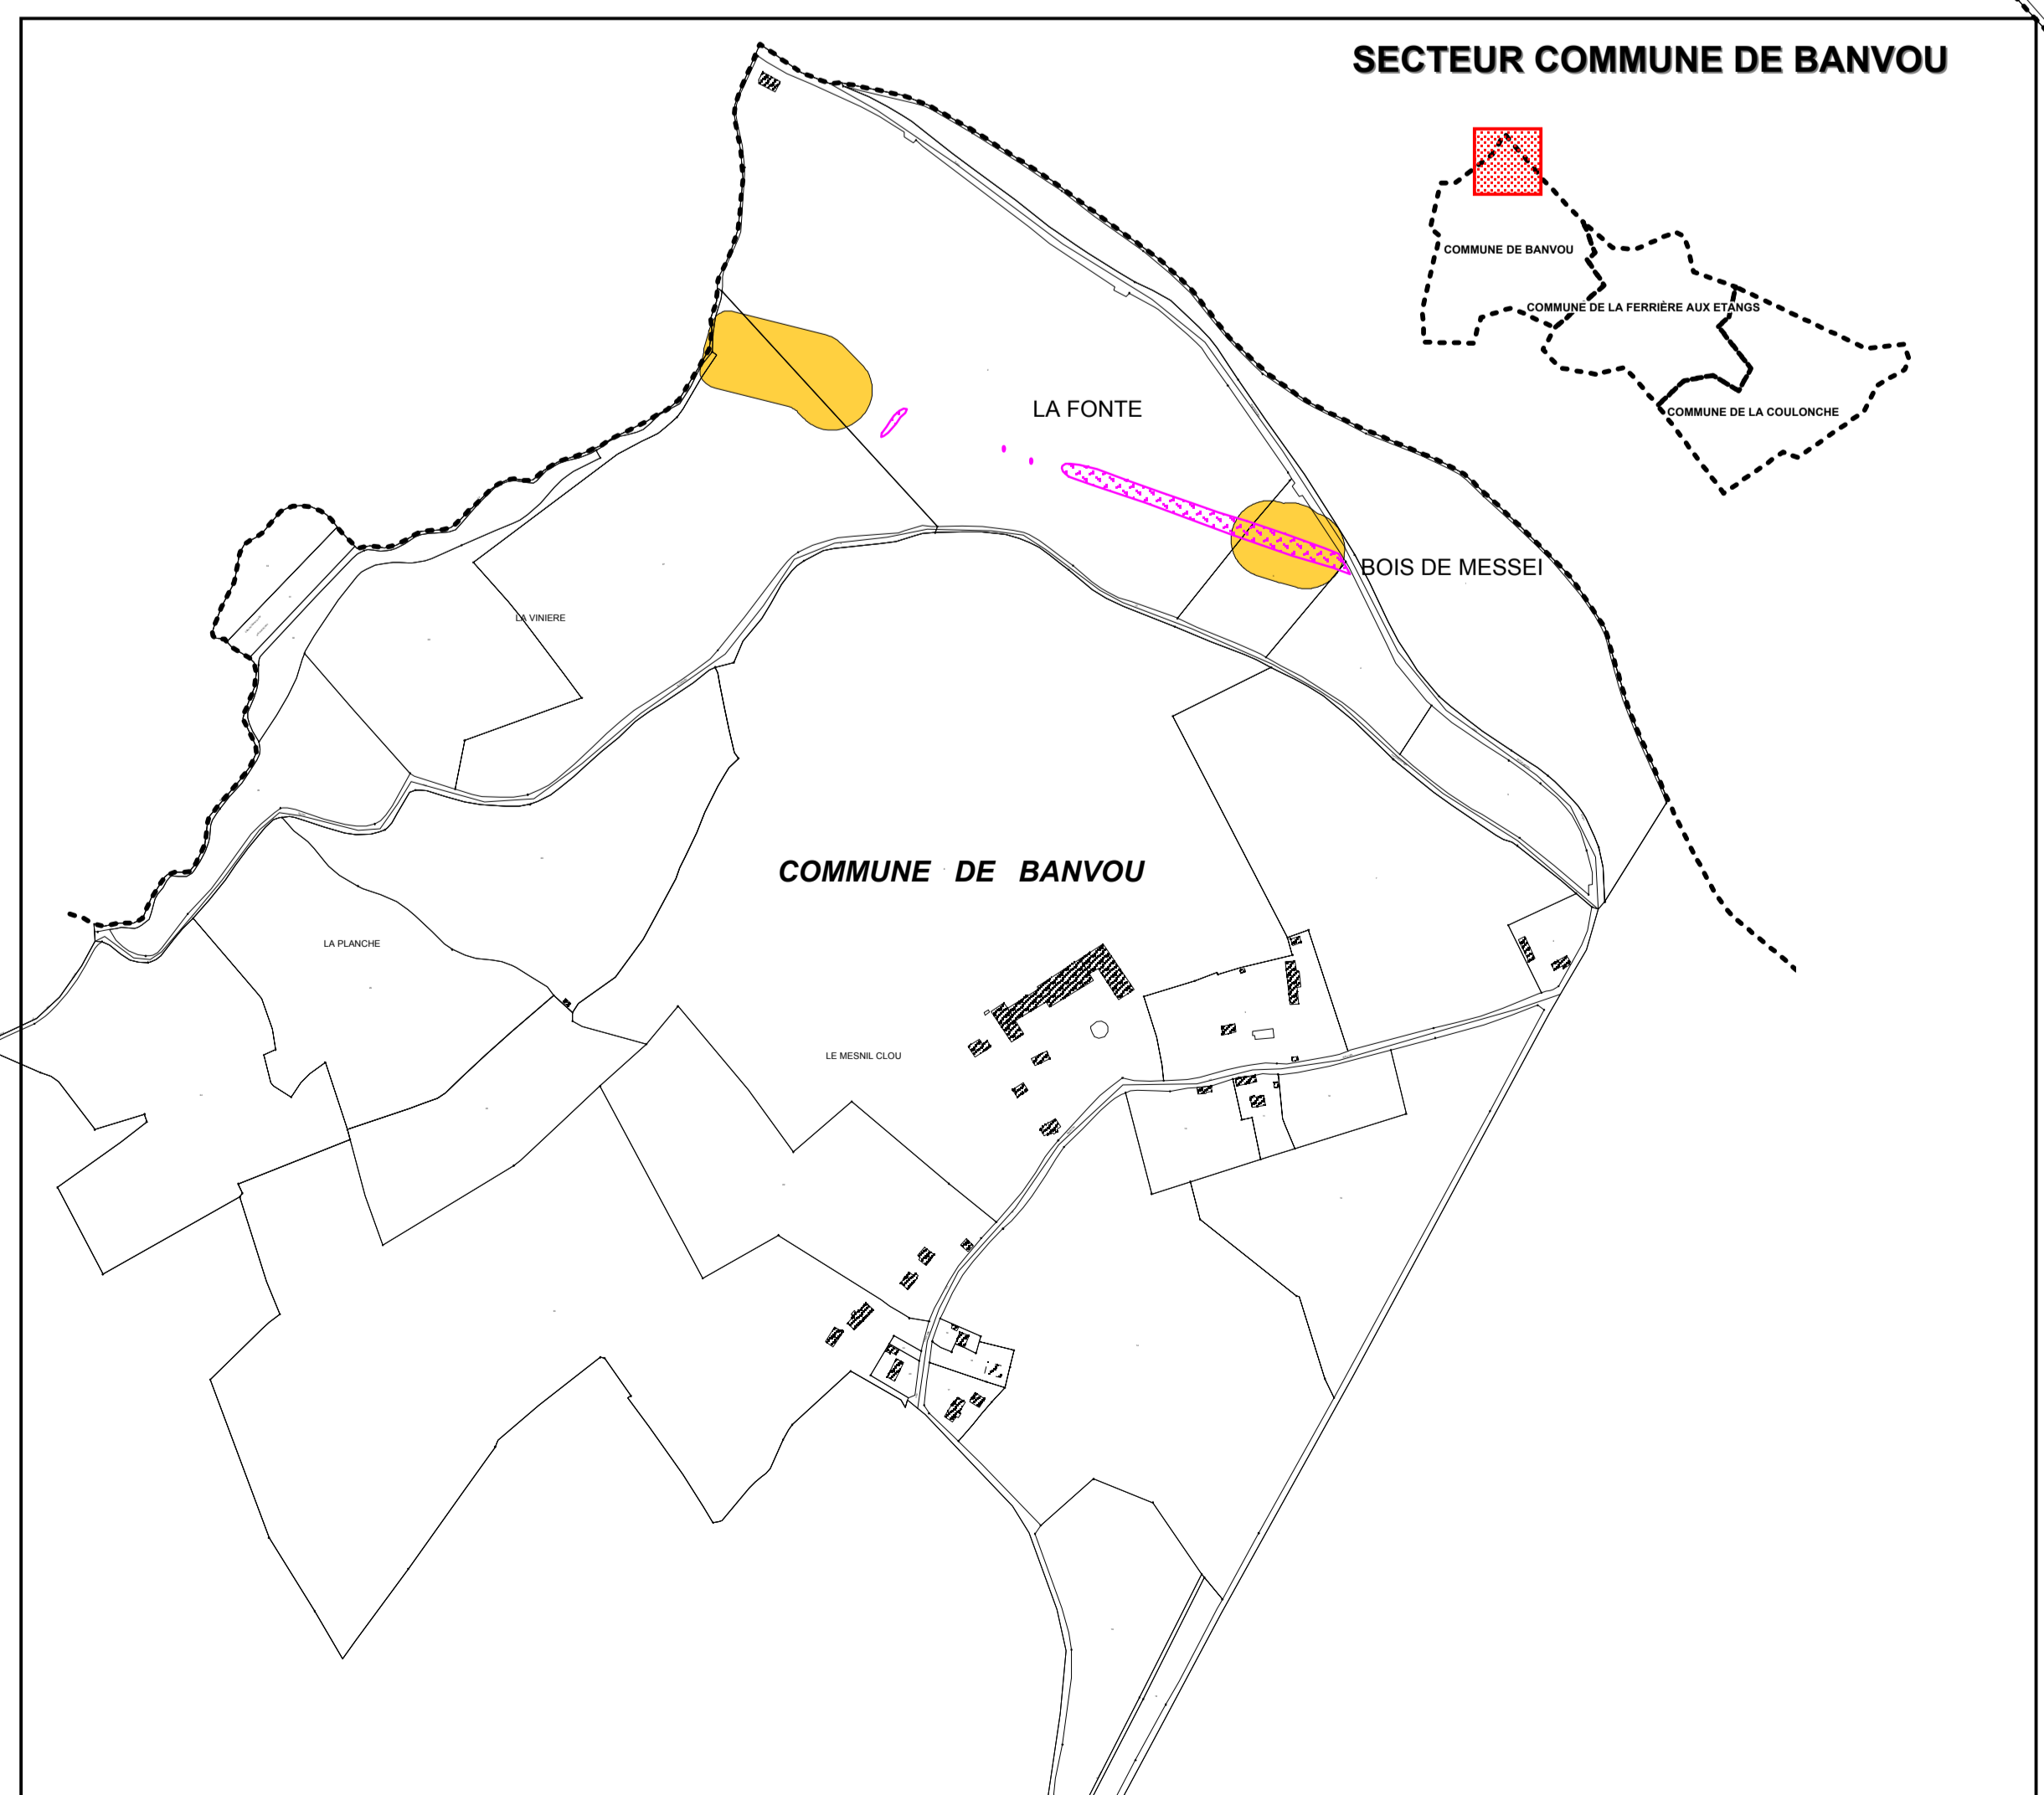 SECTEUR COMMUNE DE BANVOU
COMMUNE DE BANVOU
COMMUNE DE LA FERRIÈRE AUX ETANGS
COMMUNE DE LA COULONCHE
LA FONTE
BOIS DE MESSEI
LA VINIERE
COMMUNE DE BANVOU
LA PLANCHE
LE MESNIL CLOU